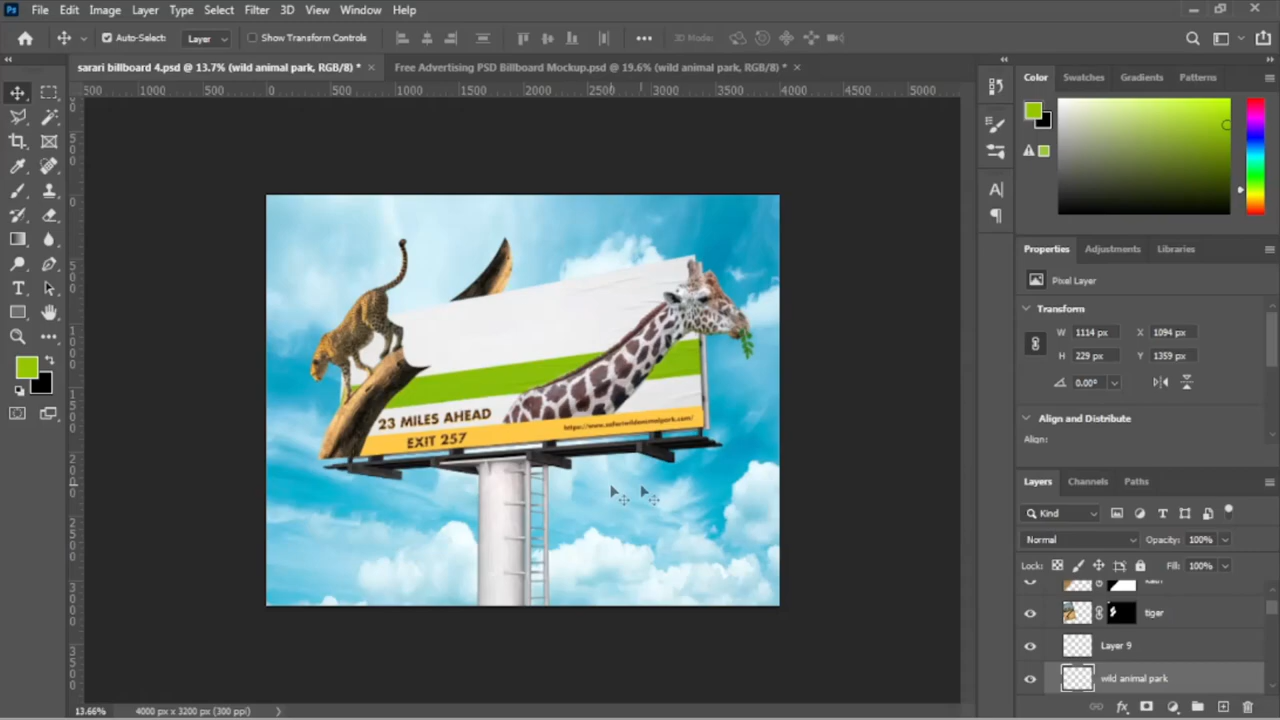 Ps File Edit Image Layer Type Select Filter 3D View Window Help
Auto-Select: Layer Show Transform Controls 3D Mode:
sarari billboard 4.psd @ 13.7% (wild animal park, RGB/8) * × Free Advertising PSD Billboard Mockup.psd @ 19.6% (wild animal park, RGB/8) * ×
500 1000 500 0 500 1000 1500 2000 2500 3000 3500 4000 4500 5000
Color Swatches Gradients Patterns
Properties Adjustments Libraries
Pixel Layer
Transform
W 1114 px X 1094 px
H 229 px Y 1359 px
0.00°
Align and Distribute
Align:
Layers Channels Paths
Kind
Normal Opacity: 100%
Lock: Fill: 100%
tiger
Layer 9
wild animal park
23 MILES AHEAD
EXIT 257
13.66% 4000 px x 3200 px (300 ppi)